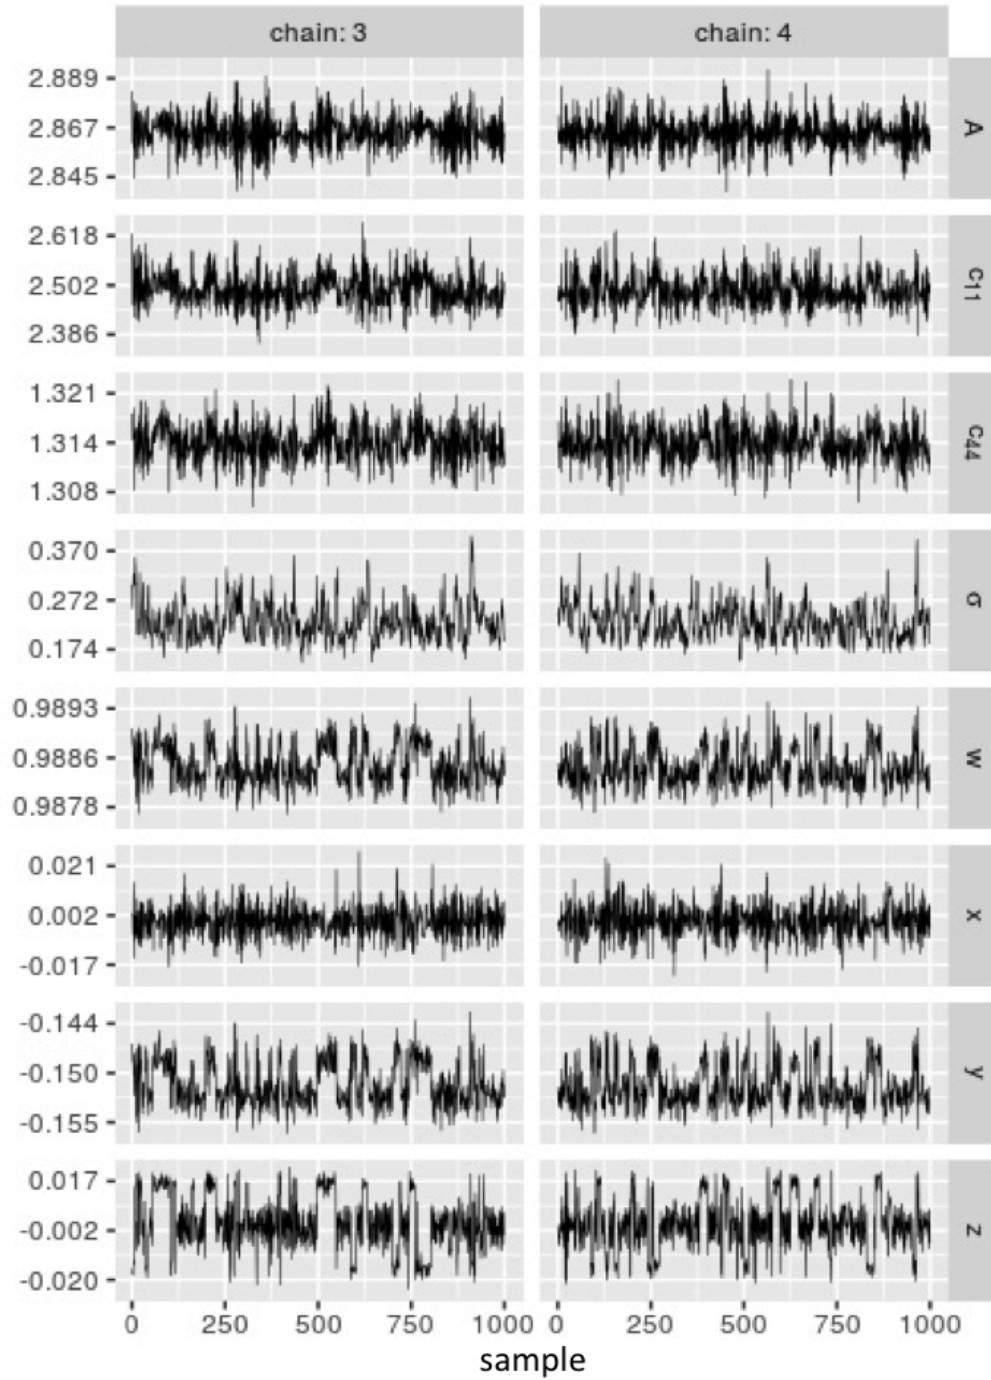 chain: 3 chain: 4
2.889
2.867
2.845
A
2.618
2.502
2.386
c11
1.321
1.314
1.308
c44
0.370
0.272
0.174
σ
0.9893
0.9886
0.9878
w
0.021
0.002
-0.017
x
-0.144
-0.150
-0.155
y
0.017
-0.002
-0.020
z
0 250 500 750 1000 0 250 500 750 1000
sample